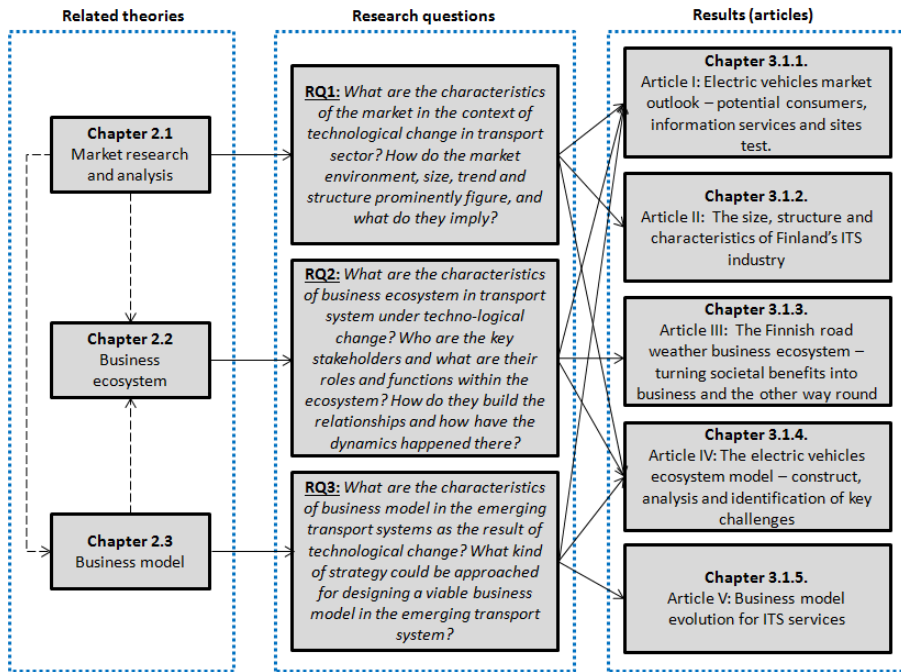 Related theories
Research questions
Results (articles)
Chapter 2.1
Market research
and analysis
Chapter 2.2
Business
ecosystem
Chapter 2.3
Business model
RQ1: What are the characteristics
of the market in the context of
technological change in transport
sector? How do the market
environment, size, trend and
structure prominently figure, and
what do they imply?
RQ2: What are the characteristics
of business ecosystem in transport
system under techno-logical
change? Who are the key
stakeholders and what are their
roles and functions within the
ecosystem? How do they build the
relationships and how have the
dynamics happened there?
RQ3: What are the characteristics
of business model in the emerging
transport systems as the result of
technological change? What kind
of strategy could be approached
for designing a viable business
model in the emerging transport
system?
Chapter 3.1.1.
Article I: Electric vehicles market
outlook – potential consumers,
information services and sites
test.
Chapter 3.1.2.
Article II: The size, structure and
characteristics of Finland's ITS
industry
Chapter 3.1.3.
Article III: The Finnish road
weather business ecosystem –
turning societal benefits into
business and the other way round
Chapter 3.1.4.
Article IV: The electric vehicles
ecosystem model – construct,
analysis and identification of key
challenges
Chapter 3.1.5.
Article V: Business model
evolution for ITS services